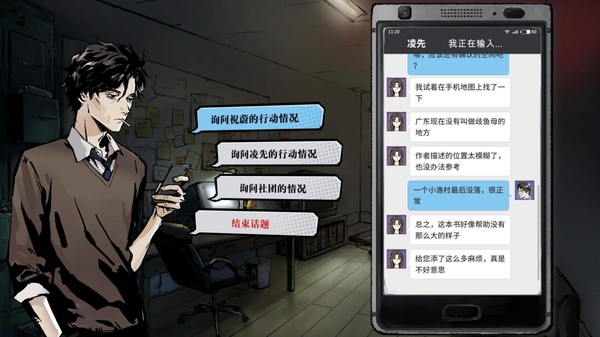 询问祝蔚的行动情况
询问凌先的行动情况
询问社团的情况
结束话题
11:20
40
凌先
我正在输入...
?
我试着在手机地图上找了一
下
广东现在没有叫做歧鱼母的
地方
作者描述的位置太模糊了，
也没办法参考
一个小渔村最后没落，很正
常
总之，这本书好像帮助没有
那么大的样子
给您添了这么多麻烦，真是
不好意思